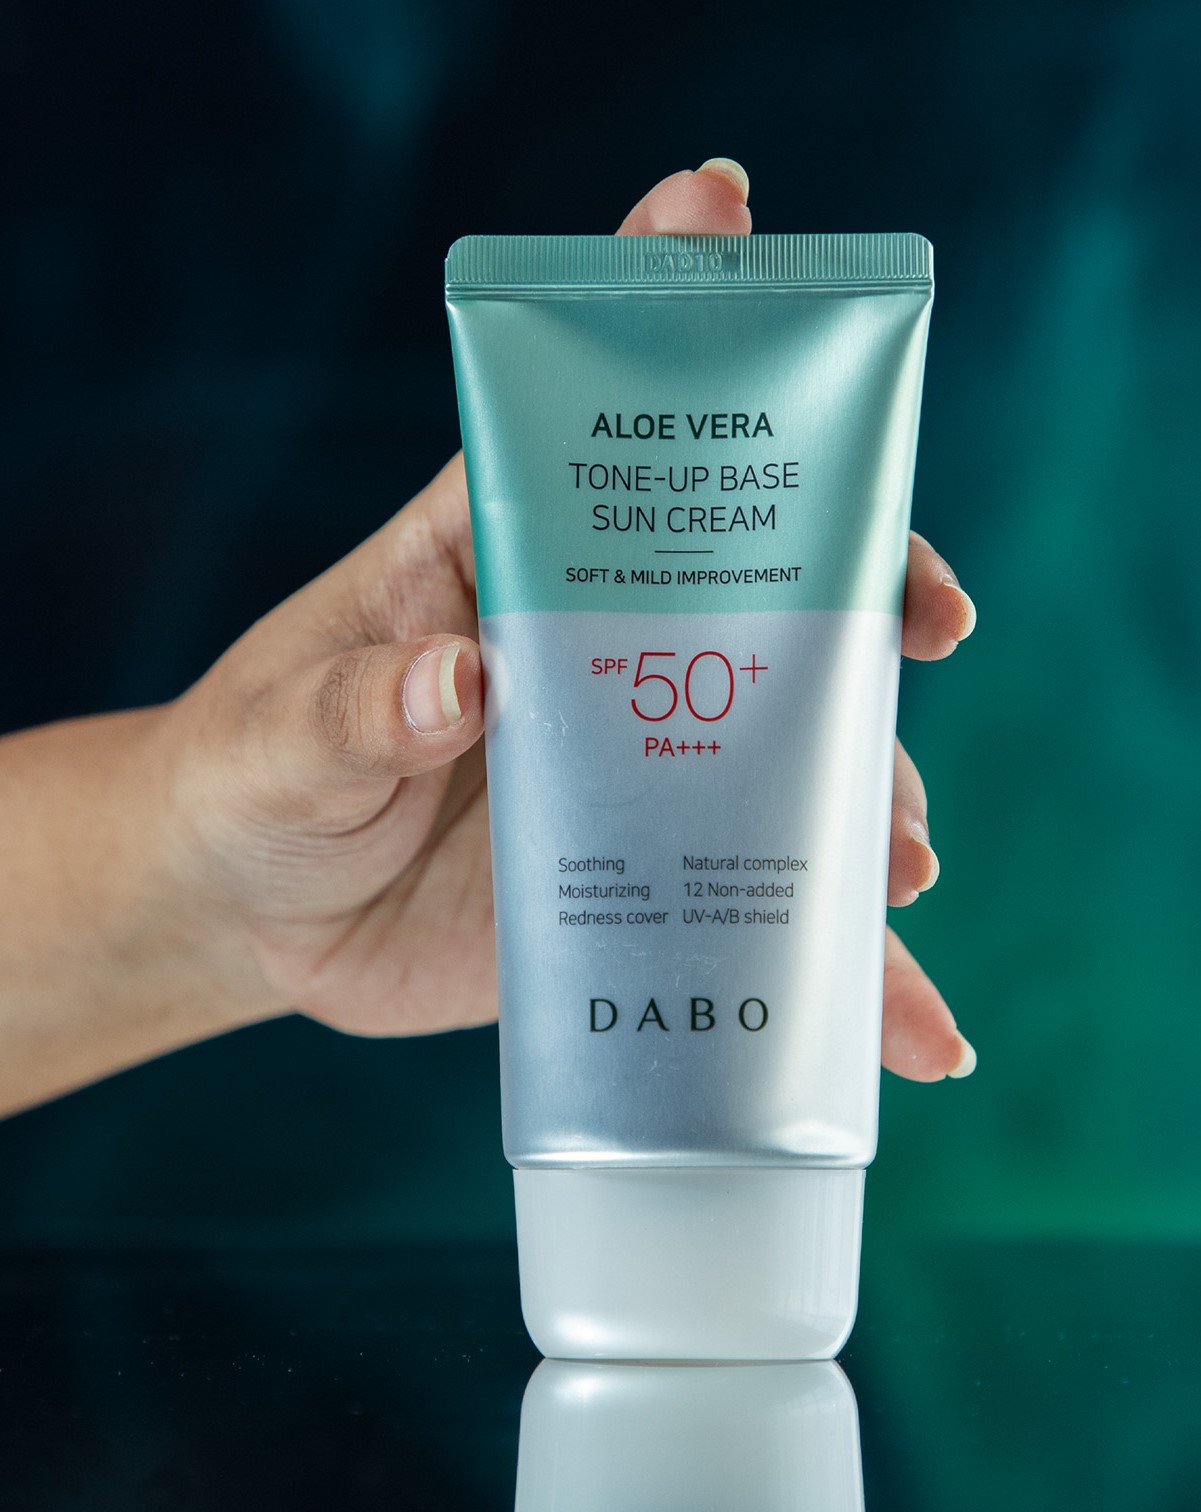 ALOE VERA
TONE-UP BASE
SUN CREAM
SOFT & MILD IMPROVEMENT
SPF 50+
PA+++
Soothing
Moisturizing
Redness cover
Natural complex
12 Non-added
UV-A/B shield
DABO